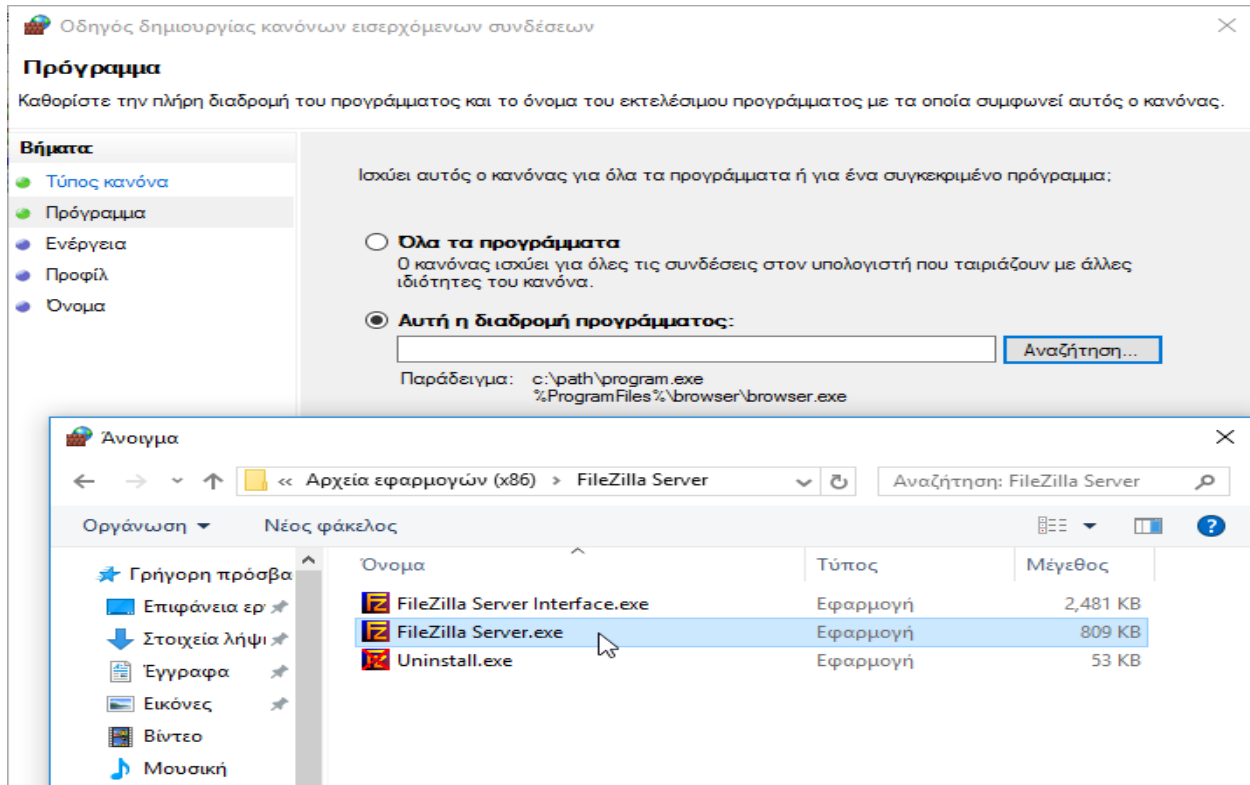 Οδηγός δημιουργίας κανόνων εισερχόμενων συνδέσεων
Πρόγραμμα
Καθορίστε την πλήρη διαδρομή του προγράμματος και το όνομα του εκτελέσιμου προγράμματος με τα οποία συμφωνεί αυτός ο κανόνας.
Βήματα:
Τύπος κανόνα
Πρόγραμμα
Ενέργεια
Προφίλ
Όνομα
Ισχύει αυτός ο κανόνας για όλα τα προγράμματα ή για ένα συγκεκριμένο πρόγραμμα;
Όλα τα προγράμματα
Ο κανόνας ισχύει για όλες τις συνδέσεις στον υπολογιστή που ταιριάζουν με άλλες
ιδιότητες του κανόνα.
Αυτή η διαδρομή προγράμματος:
Αναζήτηση...
Παράδειγμα: c:\path\program.exe
%ProgramFiles%\browser\browser.exe
Άνοιγμα
« Αρχεία εφαρμογών (x86) > FileZilla Server
Αναζήτηση: FileZilla Server
Οργάνωση Νέος φάκελος
Γρήγορη πρόσβα
Επιφάνεια ερ
Στοιχεία λήψι
Έγγραφα
Εικόνες
Βίντεο
Μουσική
Όνομα Τύπος Μέγεθος
FileZilla Server Interface.exe Εφαρμογή 2,481 KB
FileZilla Server.exe Εφαρμογή 809 KB
Uninstall.exe Εφαρμογή 53 KB